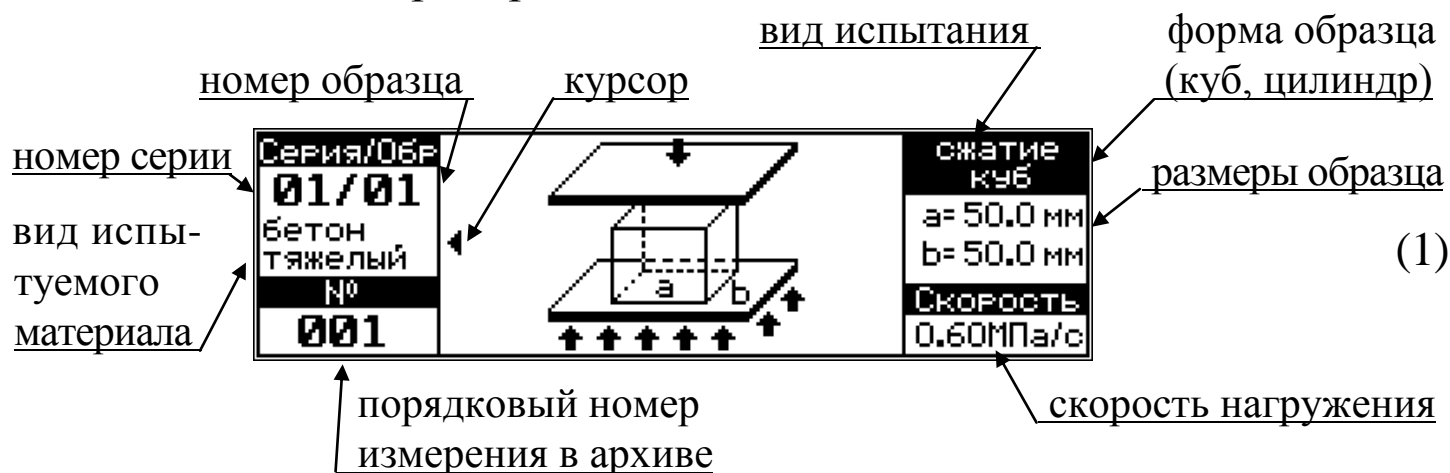 вид испытания
форма образца
(куб, цилиндр)
номер образца
курсор
номер серии
размеры образца
вид испы-
туемого
материала
Серия/Обр
01/01
бетон
тяжелый
№
001
a
b
сжатие
куб
a= 50.0 мм
b= 50.0 мм
Скорость
0.60МПа/с
(1)
порядковый номер
измерения в архиве
скорость нагружения